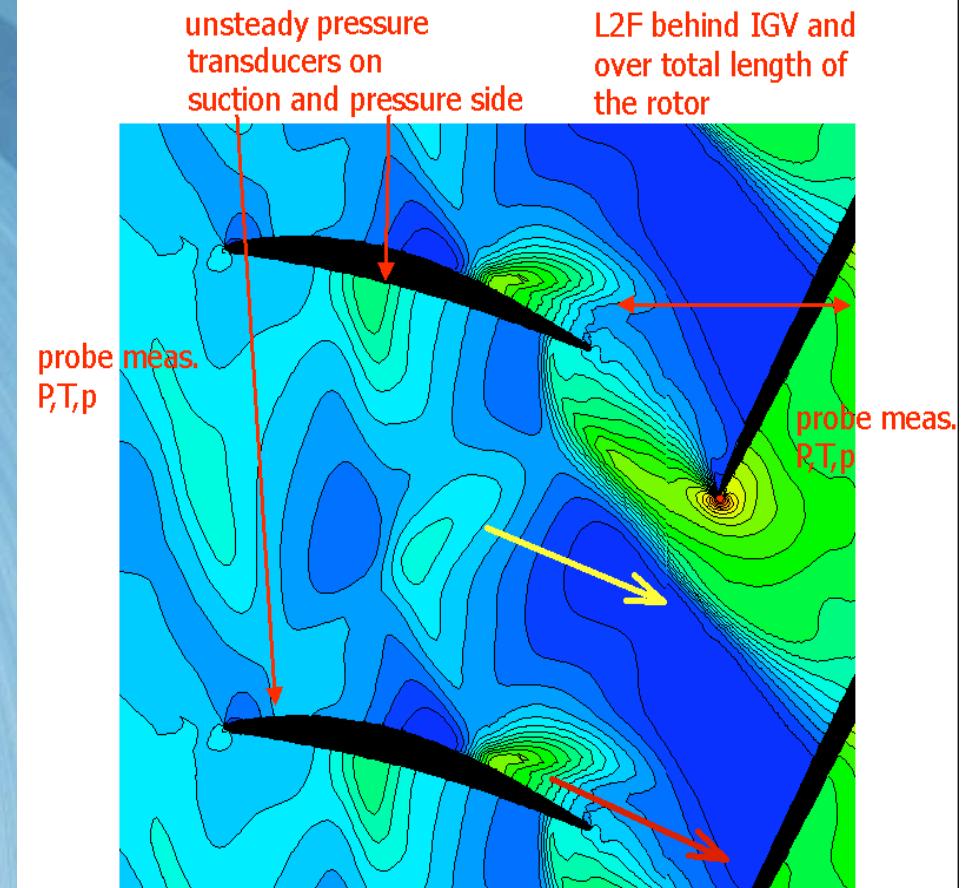 unsteady pressure
transducers on
suction and pressure side
L2F behind IGV and
over total length of
the rotor
probe meas.
P,T,p
probe meas.
P,T,p